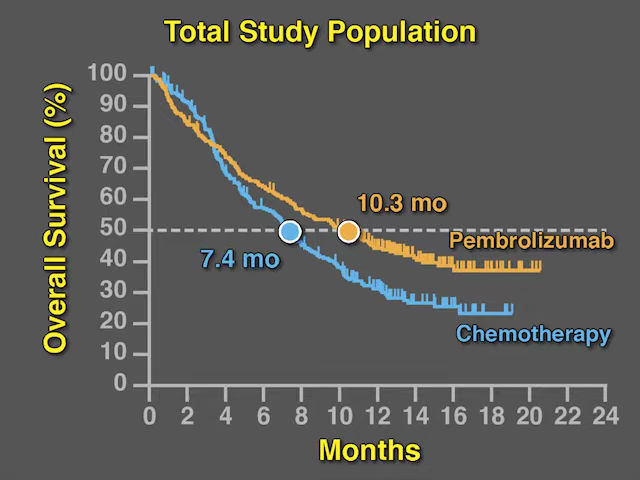 Total Study Population
Overall Survival (%)
100
90
80
70
60
50
40
30
20
10
0
10.3 mo
7.4 mo
Pembrolizumab
Chemotherapy
0 2 4 6 8 10 12 14 16 18 20 22 24
Months